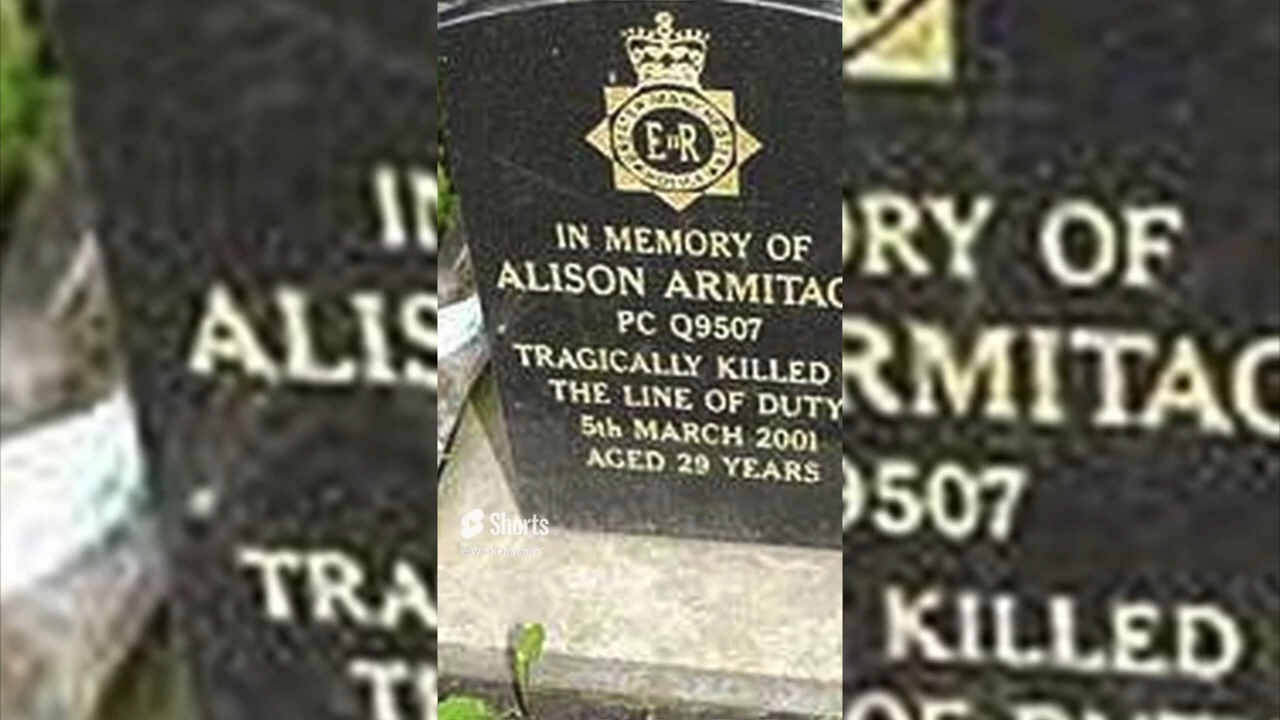 E II R
IN MEMORY OF
ALISON ARMITAG
PC Q9507
TRAGICALLY KILLED
THE LINE OF DUTY
5th MARCH 2001
AGED 29 YEARS
Shorts